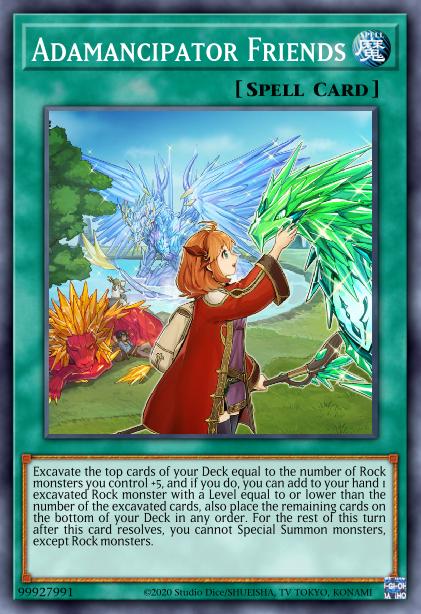 ADAMANCIPATOR FRIENDS
SPELL
魔
[SPELL CARD]
Excavate the top cards of your Deck equal to the number of Rock
monsters you control +5, and if you do, you can add to your hand 1
excavated Rock monster with a Level equal to or lower than the
number of the excavated cards, also place the remaining cards on
the bottom of your Deck in any order. For the rest of this turn
after this card resolves, you cannot Special Summon monsters,
except Rock monsters.
99927991
©2020 Studio Dice/SHUEISHA, TV TOKYO, KONAMI